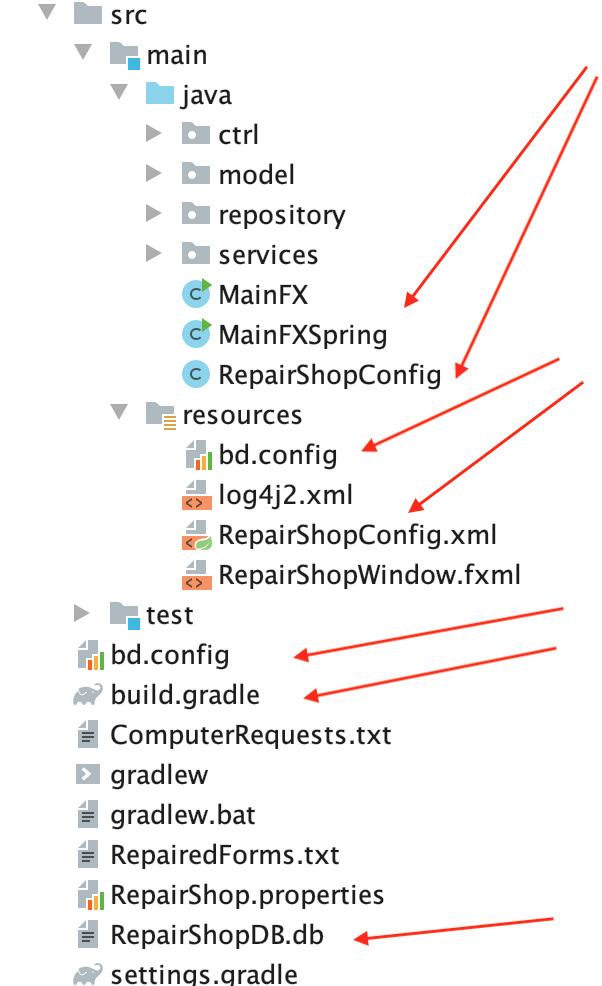 src
main
java
ctrl
model
repository
services
MainFX
MainFXSpring
RepairShopConfig
resources
bd.config
log4j2.xml
RepairShopConfig.xml
RepairShopWindow.fxml
test
bd.config
build.gradle
ComputerRequests.txt
gradlew
gradlew.bat
RepairedForms.txt
RepairShop.properties
RepairShopDB.db
settings.gradle